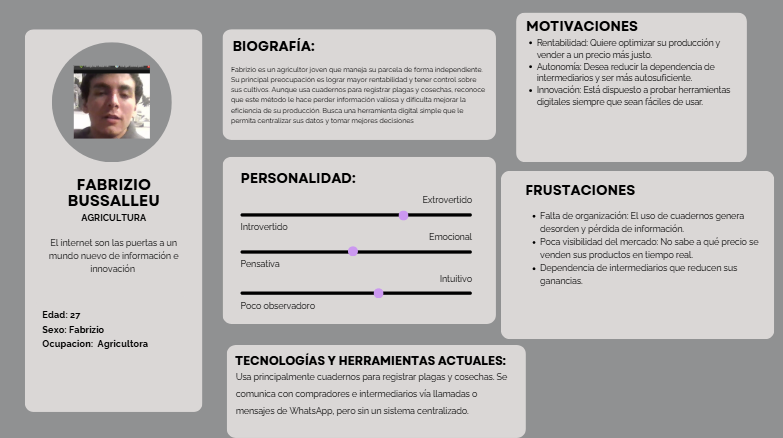 FABRIZIO
BUSSALLEU
AGRICULTURA
El internet son las puertas a un
mundo nuevo de información e
innovación
Edad: 27
Sexo: Fabrizio
Ocupacion: Agricultora
BIOGRAFÍA:
Fabrizio es un agricultor joven que maneja su parcela de forma independiente.
Su principal preocupación es lograr mayor rentabilidad y tener control sobre
sus cultivos. Aunque usa cuadernos para registrar plagas y cosechas, reconoce
que este método le hace perder información valiosa y dificulta mejorar la
eficiencia de su producción. Busca una herramienta digital simple que le
permita centralizar sus datos y tomar mejores decisiones
PERSONALIDAD:
Extrovertido
Introvertido
Emocional
Pensativa
Intuitivo
Poco observadoro
TECNOLOGÍAS Y HERRAMIENTAS ACTUALES:
Usa principalmente cuadernos para registrar plagas y cosechas. Se
comunica con compradores e intermediarios vía llamadas o
mensajes de WhatsApp, pero sin un sistema centralizado.
MOTIVACIONES
• Rentabilidad: Quiere optimizar su producción y
vender a un precio más justo.
• Autonomía: Desea reducir la dependencia de
intermediarios y ser más autosuficiente.
• Innovación: Está dispuesto a probar herramientas
digitales siempre que sean fáciles de usar.
FRUSTACIONES
• Falta de organización: El uso de cuadernos genera
desorden y pérdida de información.
• Poca visibilidad del mercado: No sabe a qué precio se
venden sus productos en tiempo real.
• Dependencia de intermediarios que reducen sus
ganancias.